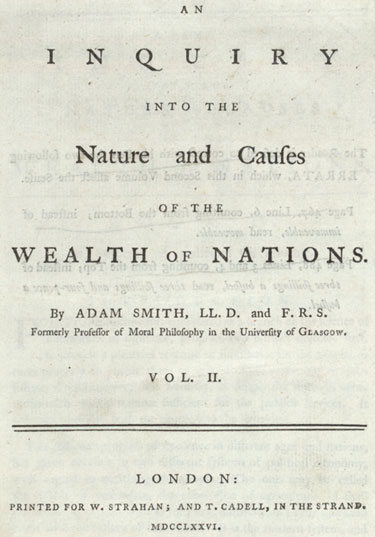 AN
INQUIRY
INTO THE
Nature and Cauſes
OF THE
WEALTH OF NATIONS.
By ADAM SMITH, LL. D. and F. R. S.
Formerly Profeſſor of Moral Philoſophy in the Univerſity of GLASGOW.
VOL. II.
LONDON:
PRINTED FOR W. STRAHAN; AND T. CADELL, IN THE STRAND.
MDCCLXXVI.